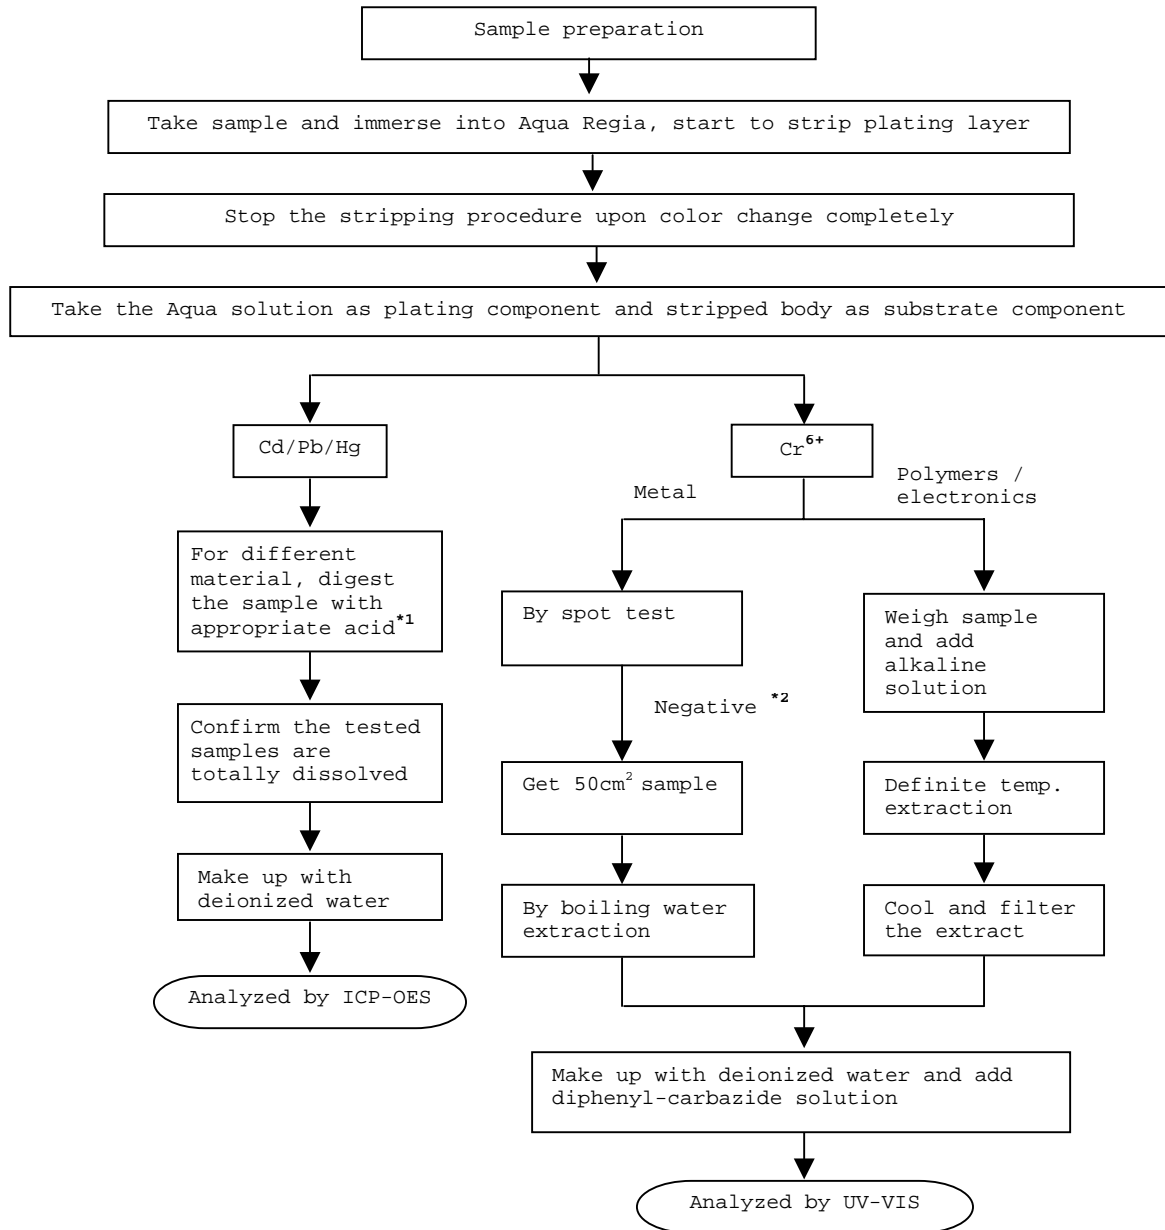 Sample preparation
Take sample and immerse into Aqua Regia, start to strip plating layer
Stop the stripping procedure upon color change completely
Take the Aqua solution as plating component and stripped body as substrate component
Cd/Pb/Hg
For different
material, digest
the sample with
appropriate acid*1
Confirm the tested
samples are
totally dissolved
Make up with
deionized water
Analyzed by ICP-OES
Cr6+
Metal
Polymers /
electronics
By spot test
Negative *2
Get 50cm2 sample
By boiling water
extraction
Weigh sample
and add
alkaline
solution
Definite temp.
extraction
Cool and filter
the extract
Make up with deionized water and add
diphenyl-carbazide solution
Analyzed by UV-VIS